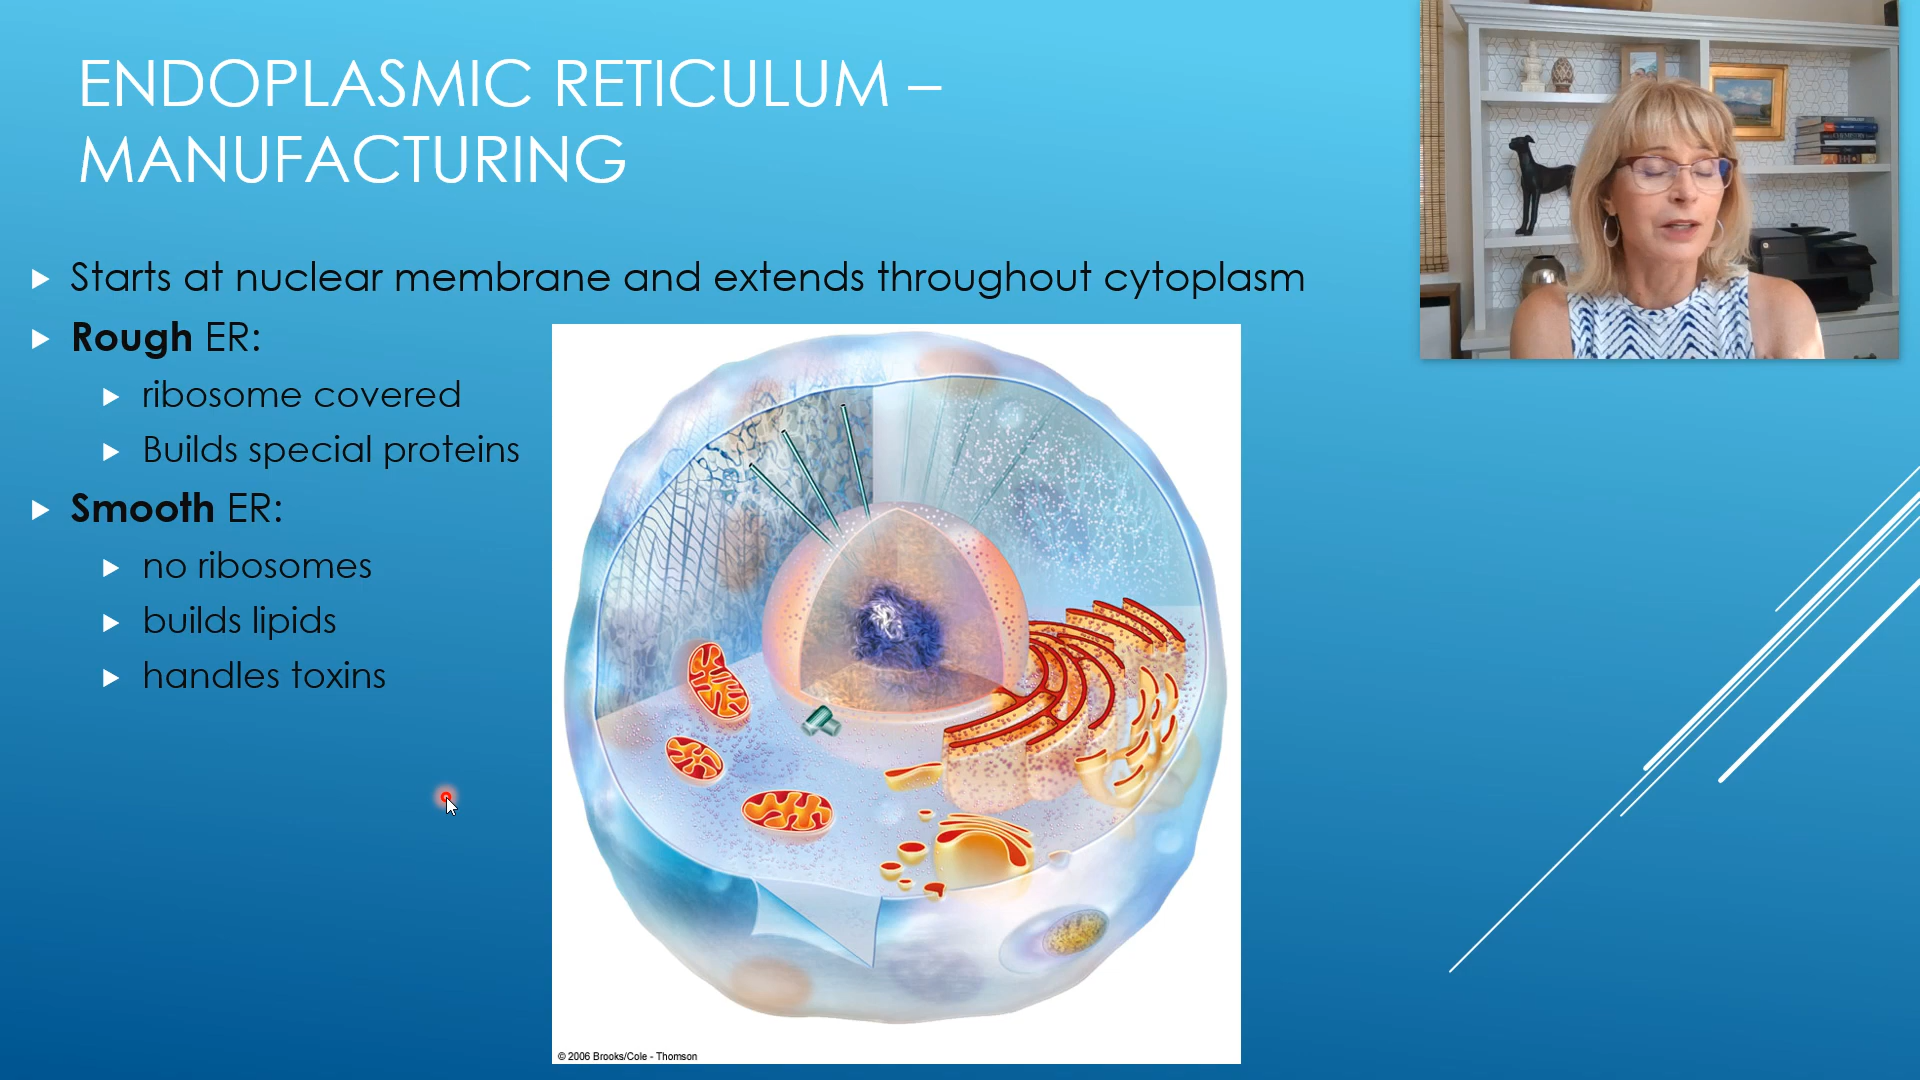 ENDOPLASMIC RETICULUM –
MANUFACTURING
Starts at nuclear membrane and extends throughout cytoplasm
Rough ER:
ribosome covered
Builds special proteins
Smooth ER:
no ribosomes
builds lipids
handles toxins
© 2006 Brooks/Cole - Thomson